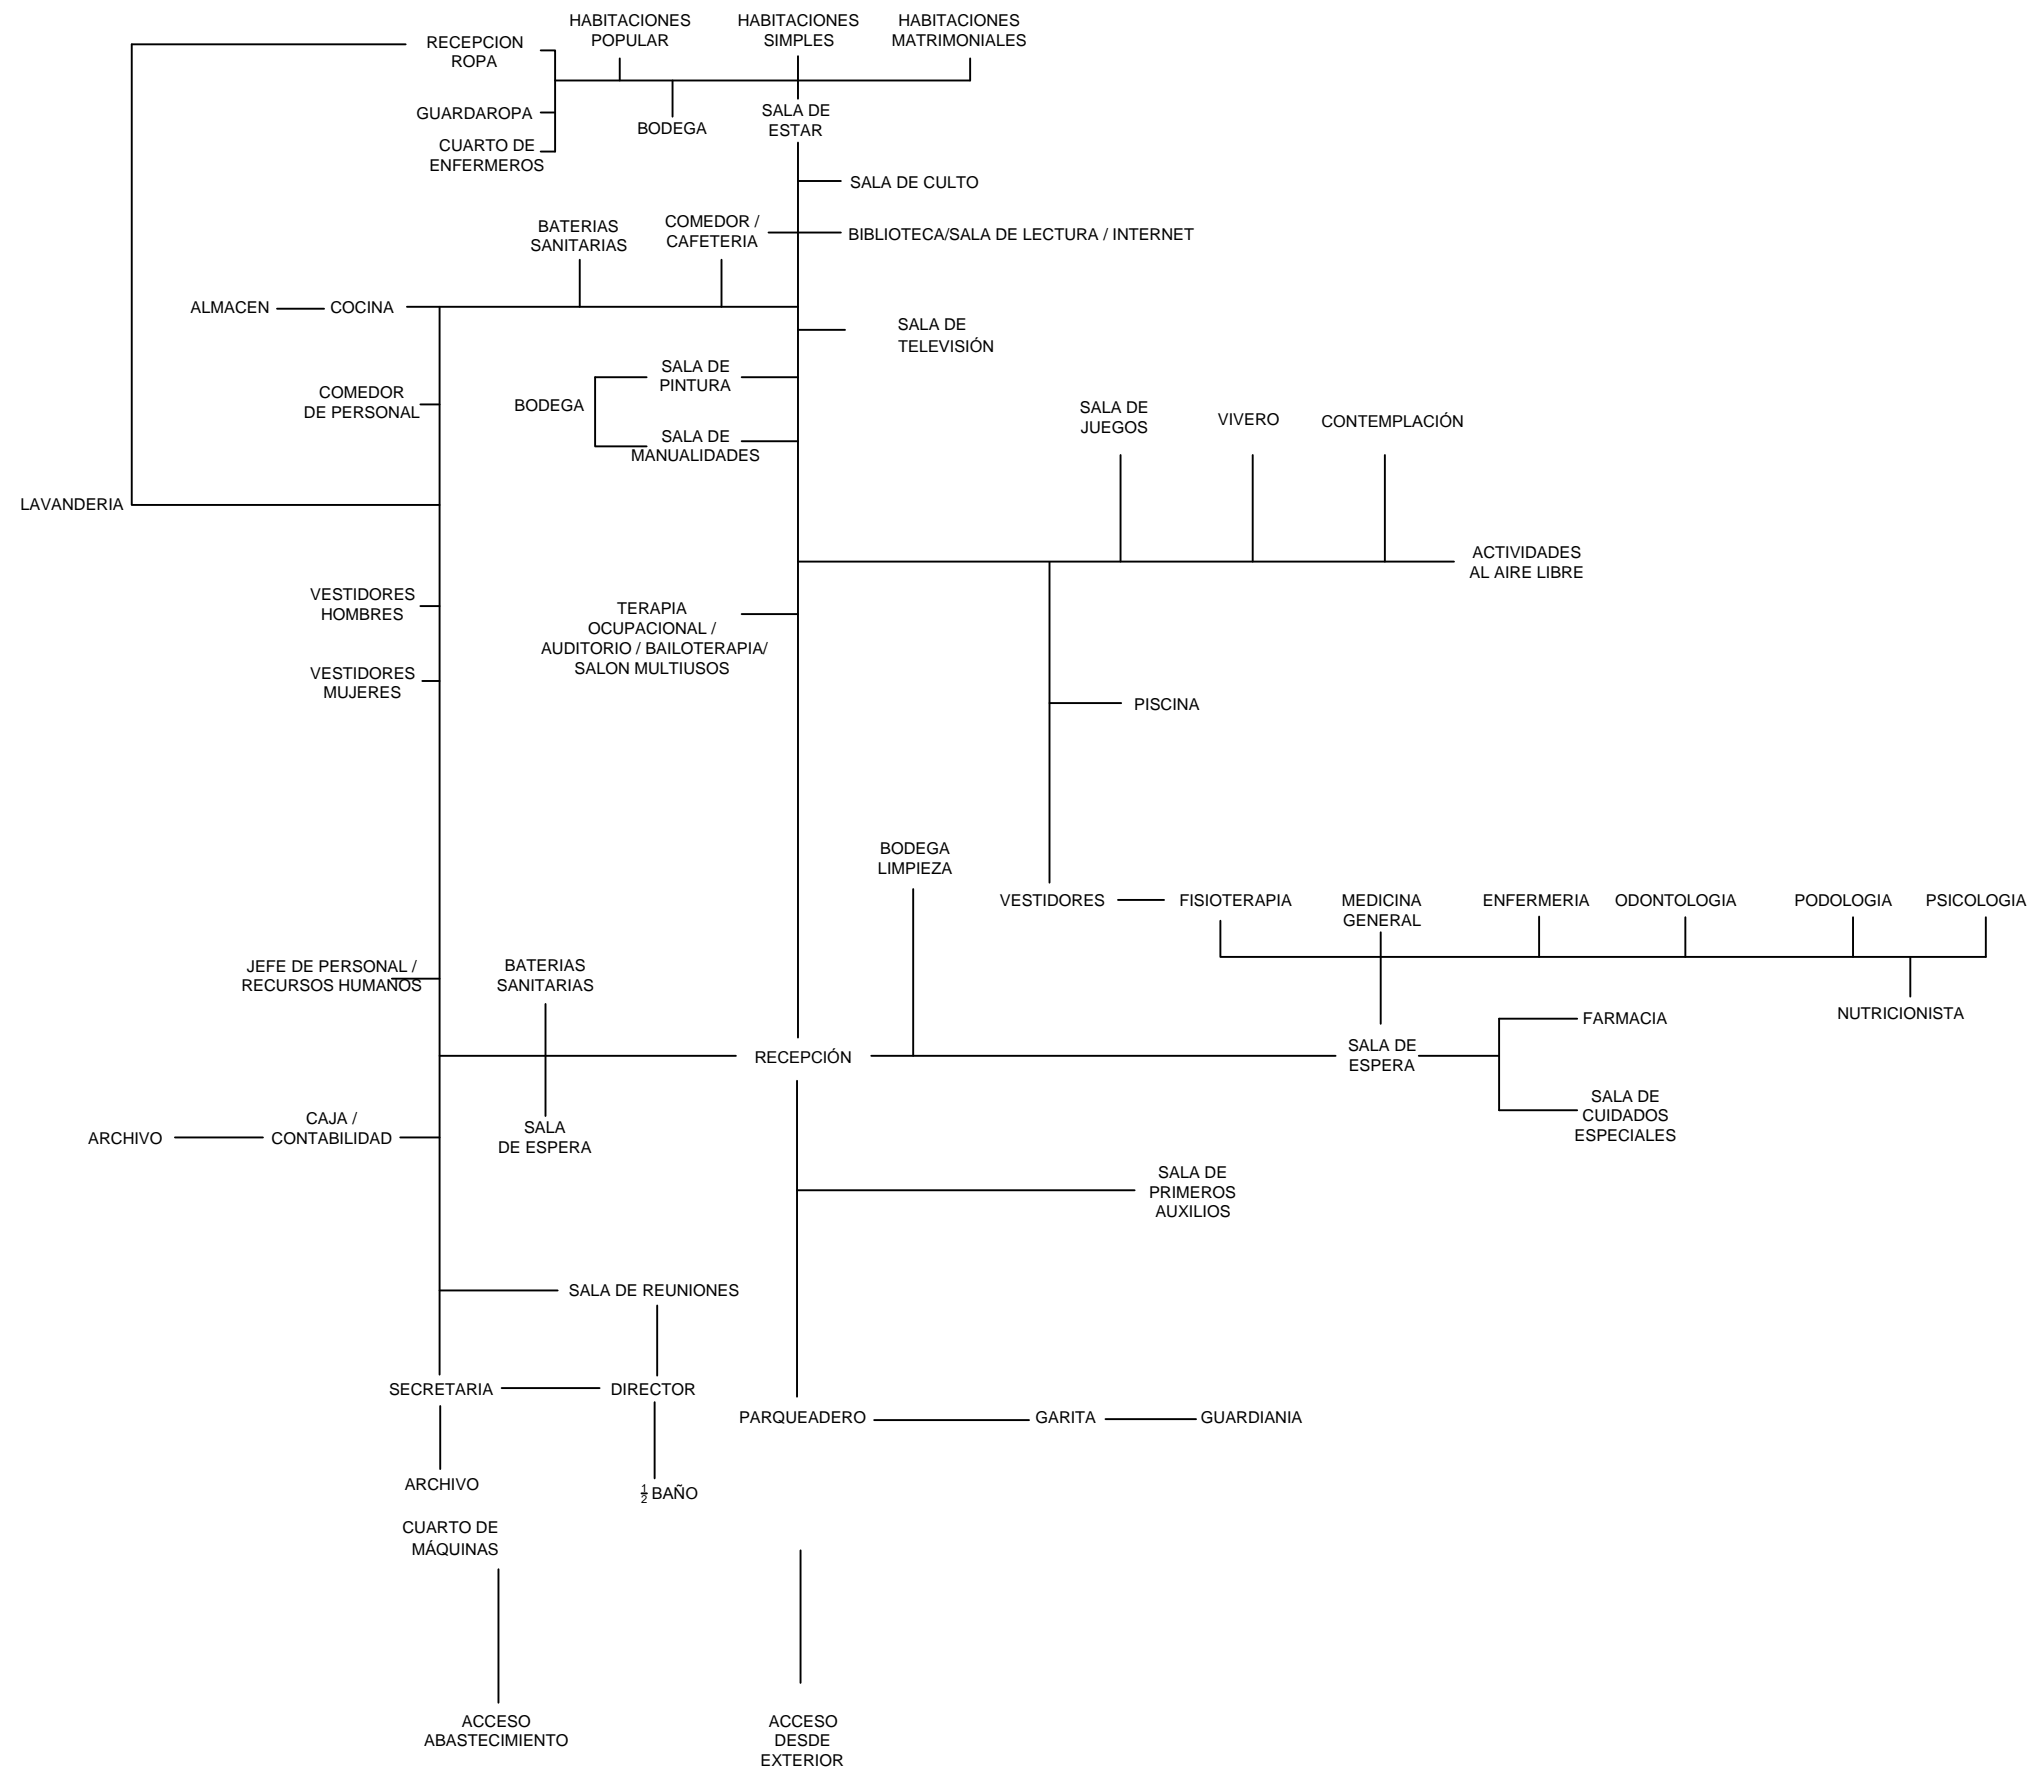 HABITACIONES
POPULAR
HABITACIONES
SIMPLES
HABITACIONES
MATRIMONIALES
RECEPCION
ROPA
GUARDAROPA
CUARTO DE
ENFERMEROS
BODEGA
SALA DE
ESTAR
SALA DE CULTO
BATERIAS
SANITARIAS
COMEDOR /
CAFETERIA
BIBLIOTECA/SALA DE LECTURA / INTERNET
ALMACEN
COCINA
SALA DE
TELEVISIÓN
COMEDOR
DE PERSONAL
BODEGA
SALA DE
PINTURA
SALA DE
MANUALIDADES
SALA DE
JUEGOS
VIVERO
CONTEMPLACIÓN
LAVANDERIA
ACTIVIDADES
AL AIRE LIBRE
VESTIDORES
HOMBRES
TERAPIA
OCUPACIONAL /
AUDITORIO / BAILOTERAPIA/
SALON MULTIUSOS
VESTIDORES
MUJERES
PISCINA
BODEGA
LIMPIEZA
VESTIDORES
FISIOTERAPIA
MEDICINA
GENERAL
ENFERMERIA
ODONTOLOGIA
PODOLOGIA
PSICOLOGIA
JEFE DE PERSONAL /
RECURSOS HUMANOS
BATERIAS
SANITARIAS
NUTRICIONISTA
FARMACIA
RECEPCIÓN
SALA DE
ESPERA
SALA DE
CUIDADOS
ESPECIALES
ARCHIVO
CAJA /
CONTABILIDAD
SALA
DE ESPERA
SALA DE
PRIMEROS
AUXILIOS
SALA DE REUNIONES
SECRETARIA
DIRECTOR
PARQUEADERO
GARITA
GUARDIANIA
ARCHIVO
½ BAÑO
CUARTO DE
MÁQUINAS
ACCESO
ABASTECIMIENTO
ACCESO
DESDE
EXTERIOR